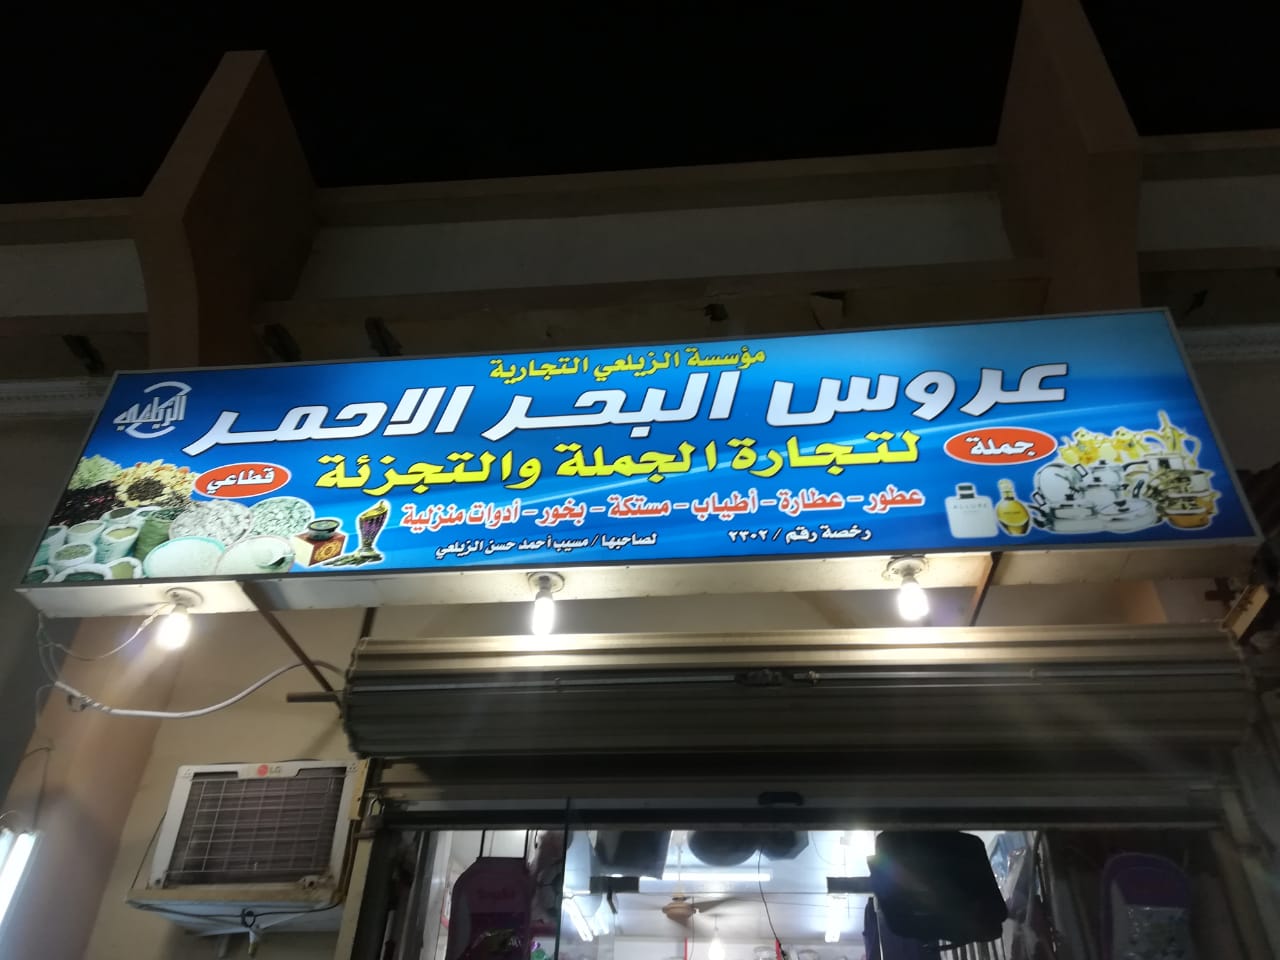 مؤسسة الزيلعي التجارية
عروس البحر الاحمر
الزيلعي
لتجارة الجملة والتجزئة
جملة
قطاعي
عطور - عطارة - أطياب - مستكة - بخور - أدوات منزلية
رخصة رقم / ٢٣٠٢
لصاحبها / مسيب أحمد حسن الزيلعي
ALLURE
LG